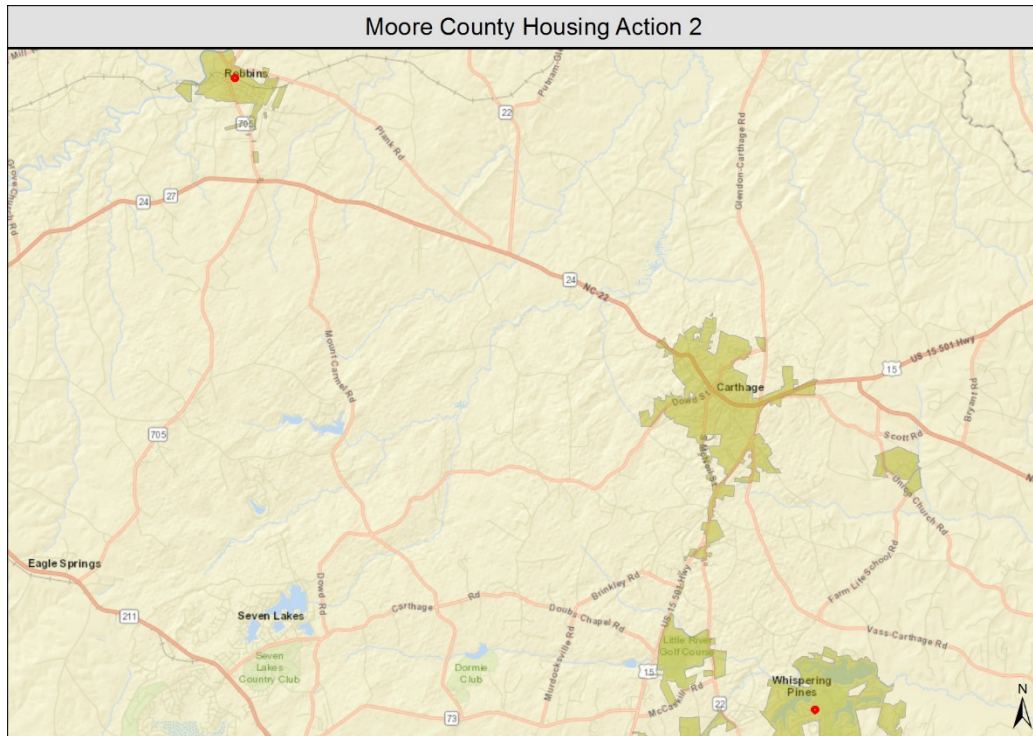 Moore County Housing Action 2
Robbins
705
Plank Rd
22
Putnam-Gle
Glendon-Carthage Rd
24
27
24
NC-22
Mount Carmel Rd
US 15 501 Hwy
15
Carthage
Dowd St
Bryant Rd
705
Scott Rd
S McNeil St
Union Church Rd
Eagle Springs
Farm Life School Rd
Brinkley Rd
US 15 501 Hwy
211
Dowd Rd
Seven Lakes
Carthage Rd
Doubs Chapel Rd
Vass-Carthage Rd
Murdocksville Rd
Little River
Golf Course
Seven
Lakes
Country Club
Dormie
Club
15
Whispering
Pines
McCaskill Rd
22
73
N